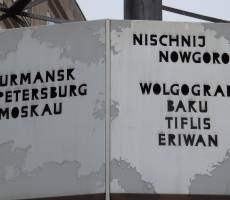 URMANSK
PETERSBURG
MOSKAU
NISCHNIJ
NOWGORO
WOLGOGRAD
BAKU
TIFLIS
ERIWAN